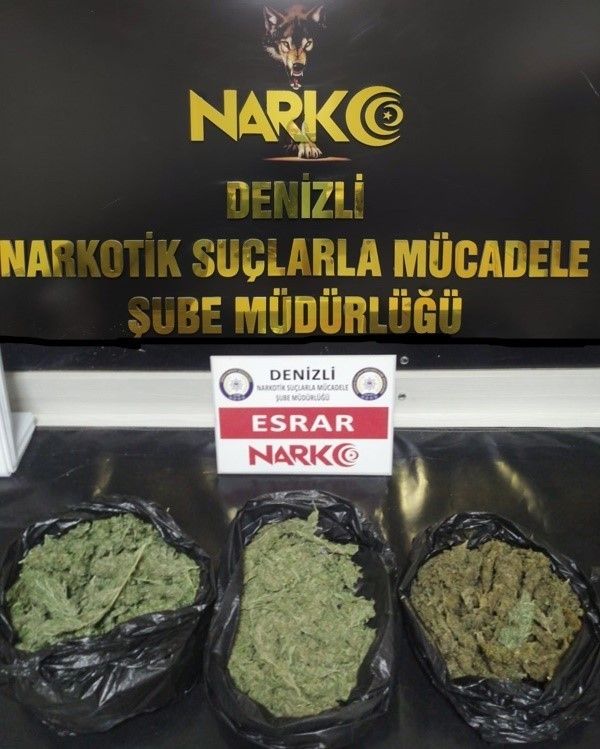 NARKO
DENİZLİ
NARKOTİK SUÇLARLA MÜCADELE
ŞUBE MÜDÜRLÜĞÜ
DENİZLİ
NARKOTİK SUÇLARLA MÜCADELE
ŞUBE MÜDÜRLÜĞÜ
ESRAR
NARKO